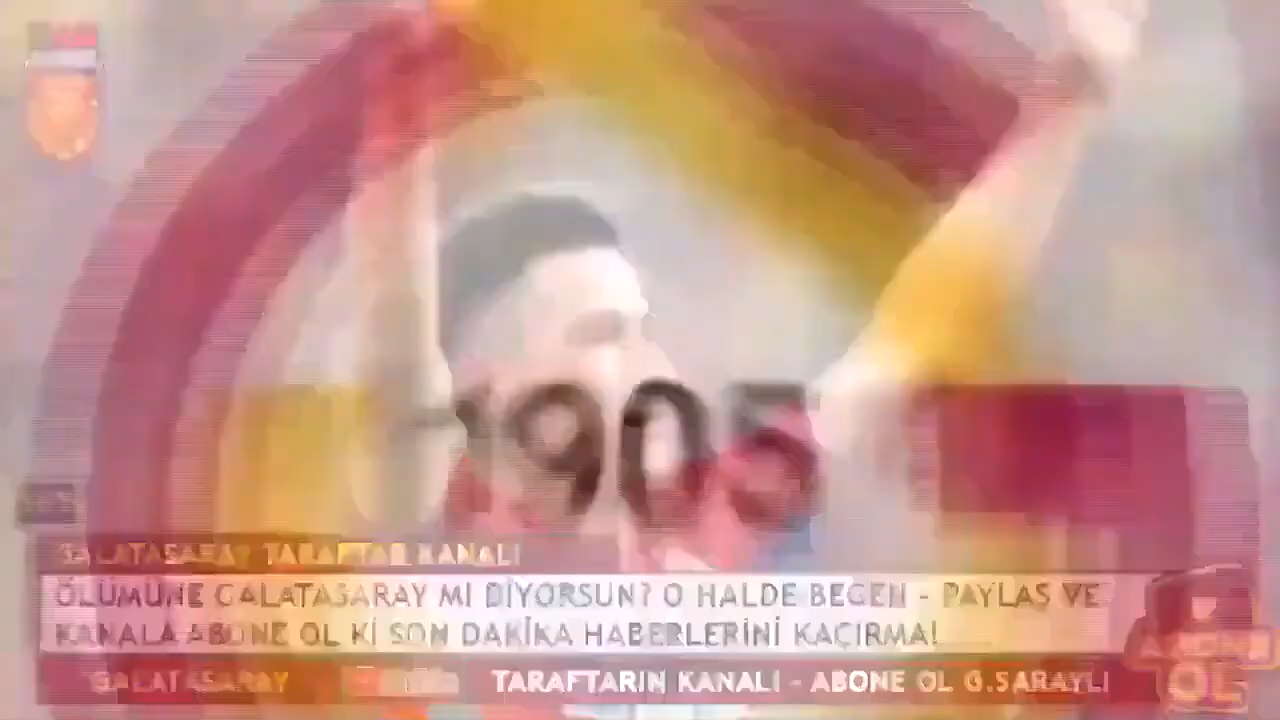 1905
GALATASARAY TARAFTAR KANALI
ÖLÜMÜNE GALATASARAY MI DİYORSUN? O HALDE BEĞEN - PAYLAŞ VE
KANALA ABONE OL Kİ SON DAKİKA HABERLERİNİ KAÇIRMA!
GALATASARAY
TARAFTARIN KANALI - ABONE OL G.SARAYLI
ABONE
OL